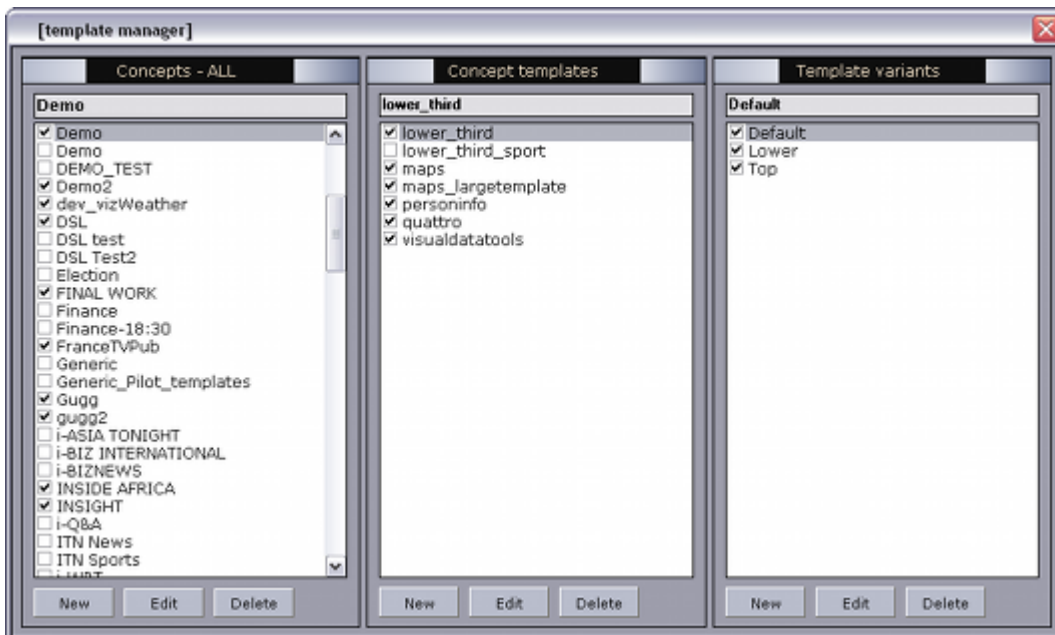 [template manager]
Concepts - ALL
Demo
Demo
Demo
DEMO_TEST
Demo2
dev_vizWeather
DSL
DSL test
DSL Test2
Election
FINAL WORK
Finance
Finance-18:30
FranceTVPub
Generic
Generic_Pilot_templates
Gugg
gugg2
i-ASIA TONIGHT
i-BIZ INTERNATIONAL
i-BIZNEWS
INSIDE AFRICA
INSIGHT
i-Q&A
ITN News
ITN Sports
New Edit Delete
Concept templates
lower_third
lower_third
lower_third_sport
maps
maps_largetemplate
personinfo
quattro
visualdatatools
New Edit Delete
Template variants
Default
Default
Lower
Top
New Edit Delete